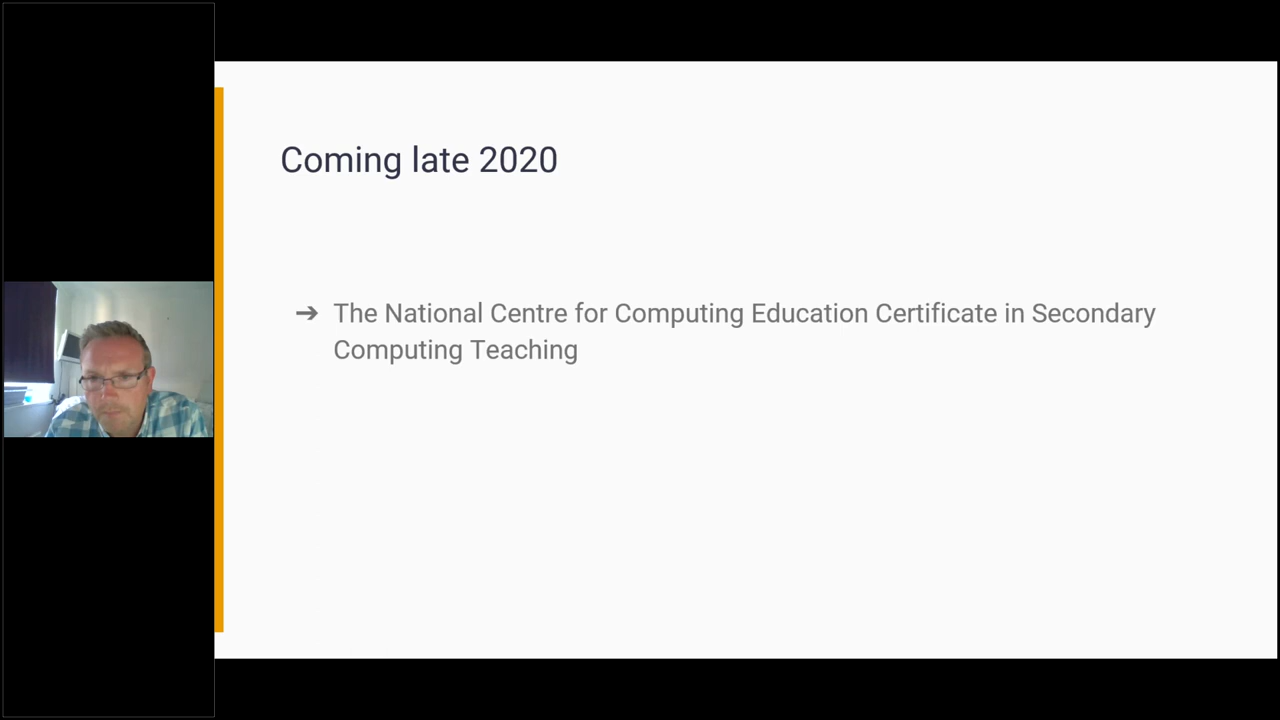 Coming late 2020
➔ The National Centre for Computing Education Certificate in Secondary
Computing Teaching